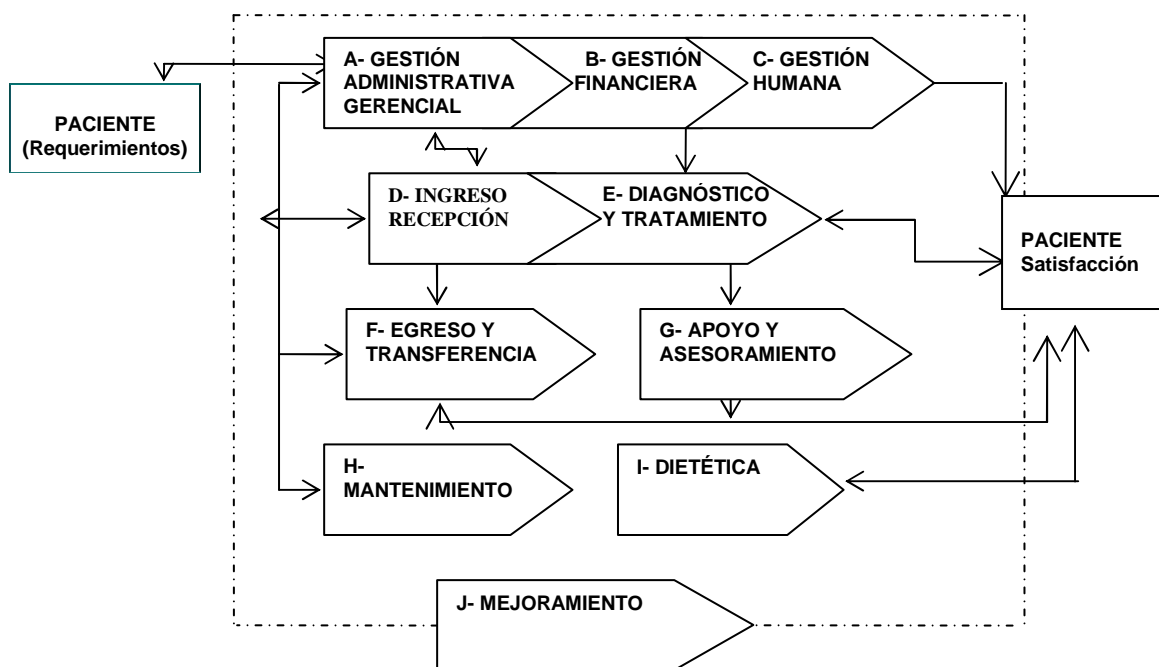 PACIENTE
(Requerimientos)
A- GESTIÓN
ADMINISTRATIVA
GERENCIAL
B- GESTIÓN
FINANCIERA
C- GESTIÓN
HUMANA
D- INGRESO
RECEPCIÓN
E- DIAGNÓSTICO
Y TRATAMIENTO
PACIENTE
Satisfacción
F- EGRESO Y
TRANSFERENCIA
G- APOYO Y
ASESORAMIENTO
H-
MANTENIMIENTO
I- DIETÉTICA
J- MEJORAMIENTO